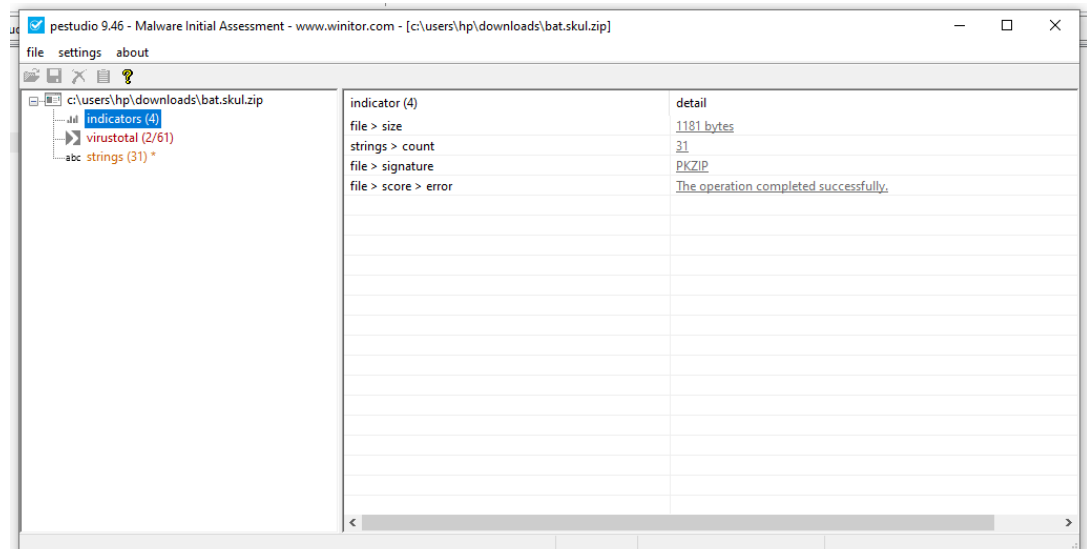 pestudio 9.46 - Malware Initial Assessment - www.winitor.com - [c:\users\hp\downloads\bat.skul.zip]
file settings about
c:\users\hp\downloads\bat.skul.zip
indicators (4)
virustotal (2/61)
abc strings (31) *
indicator (4) detail
file > size 1181 bytes
strings > count 31
file > signature PKZIP
file > score > error The operation completed successfully.